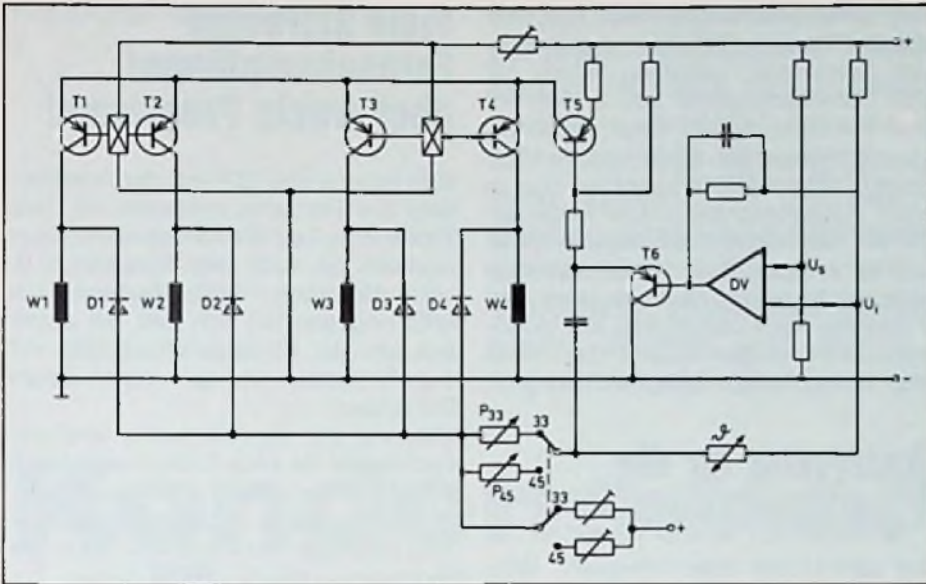 +
T1 T2 T3 T4 T5
T6
DV
Us
Ui
W1 D1 W2 D2 W3 D3 D4 W4
-
P33 33
ϑ
P45 45
33
+
45